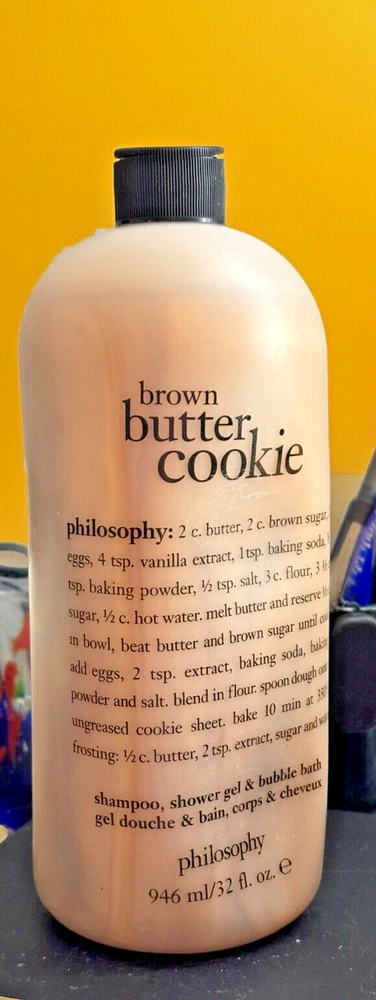 brown
butter
cookie
philosophy: 2 c. butter, 2 c. brown sugar,
eggs, 4 tsp. vanilla extract, 1 tsp. baking soda,
tsp. baking powder, ½ tsp. salt, 3 c. flour, 3
sugar, ½ c. hot water. melt butter and reserve
in bowl, beat butter and brown sugar until
add eggs, 2 tsp. extract, baking soda,
powder and salt. blend in flour. spoon dough
ungreased cookie sheet. bake 10 min at
frosting: ½ c. butter, 2 tsp. extract, sugar and
shampoo, shower gel & bubble bath
gel douche & bain, corps & cheveux
philosophy
946 ml/32 fl. oz. ℮